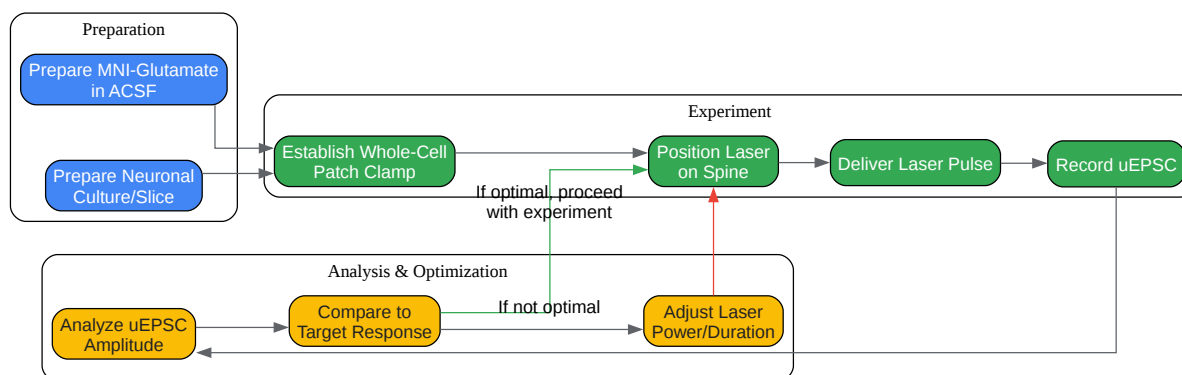 Preparation
Prepare MNI-Glutamate
in ACSF
Prepare Neuronal
Culture/Slice
Experiment
Establish Whole-Cell
Patch Clamp
Position Laser
on Spine
Deliver Laser Pulse
Record uEPSC
If optimal, proceed
with experiment
Analysis & Optimization
Analyze uEPSC
Amplitude
Compare to
Target Response
If not optimal
Adjust Laser
Power/Duration